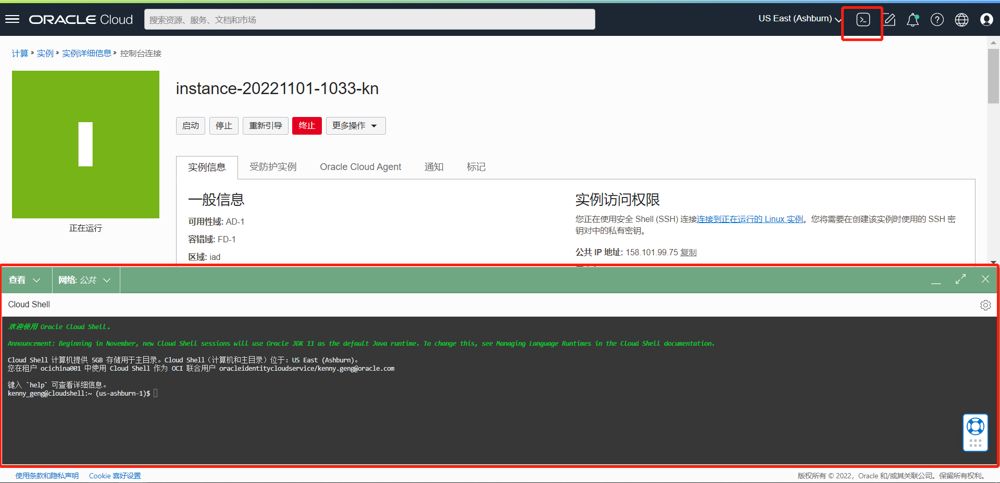 ORACLE Cloud
搜索资源、服务、文档和市场
US East (Ashburn)
计算 » 实例 » 实例详细信息 » 控制台连接
I
正在运行
instance-20221101-1033-kn
启动 停止 重新引导 终止 更多操作
实例信息 受防护实例 Oracle Cloud Agent 通知 标记
一般信息
可用性域: AD-1
容错域: FD-1
区域: iad
实例访问权限
您正在使用安全 Shell (SSH) 连接连接到正在运行的 Linux 实例。您将需要在创建该实例时使用的 SSH 密
钥对中的私有密钥。
公共 IP 地址: 158.101.99.75 复制
查看 网络: 公共
Cloud Shell
欢迎使用 Oracle Cloud Shell。
Announcement: Beginning in November, new Cloud Shell sessions will use Oracle JDK 11 as the default Java runtime. To change this, see Managing Language Runtimes in the Cloud Shell documentation.
Cloud Shell 计算机提供 5GB 存储用于主目录。Cloud Shell（计算机和主目录）位于：US East (Ashburn)。
您在租户 ocichina001 中使用 Cloud Shell 作为 OCI 联合用户 oracleidentitycloudservice/kenny.geng@oracle.com
键入 `help` 可查看详细信息。
kenny_geng@cloudshell:~ (us-ashburn-1)$
使用条款和隐私声明 Cookie 喜好设置
版权所有 © 2022，Oracle 和/或其关联公司。保留所有权利。